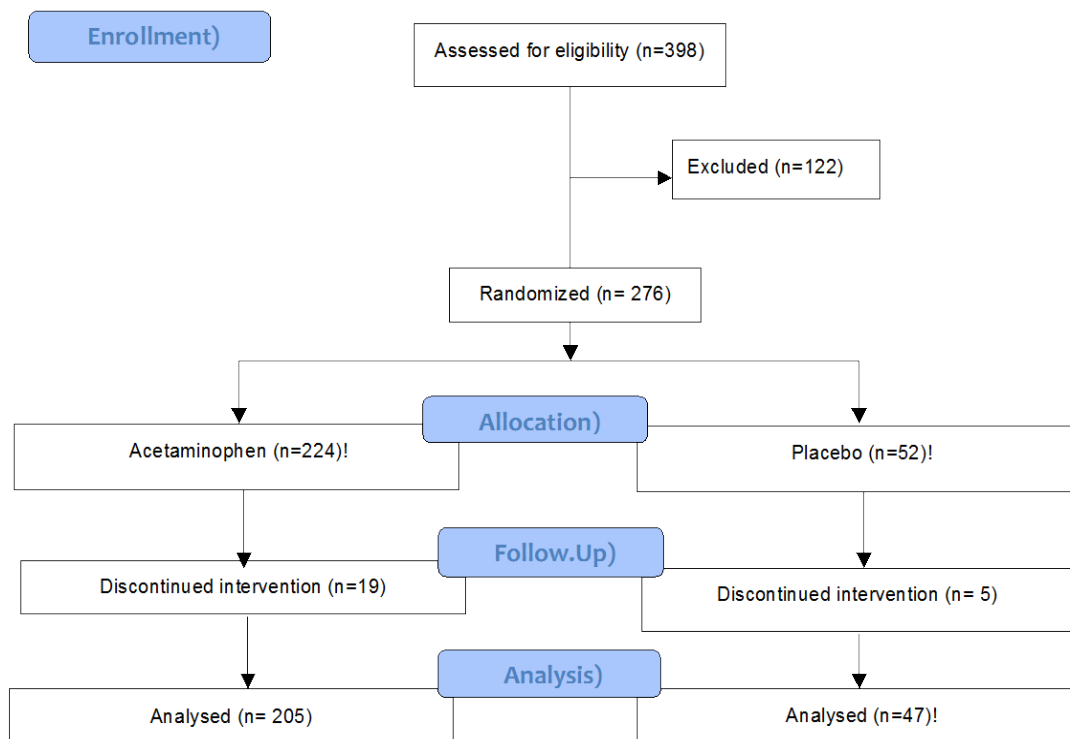 Enrollment)
Assessed for eligibility (n=398)
Excluded (n=122)
Randomized (n= 276)
Allocation)
Acetaminophen (n=224)!
Placebo (n=52)!
Follow.Up)
Discontinued intervention (n=19)
Discontinued intervention (n= 5)
Analysis)
Analysed (n= 205)
Analysed (n=47)!